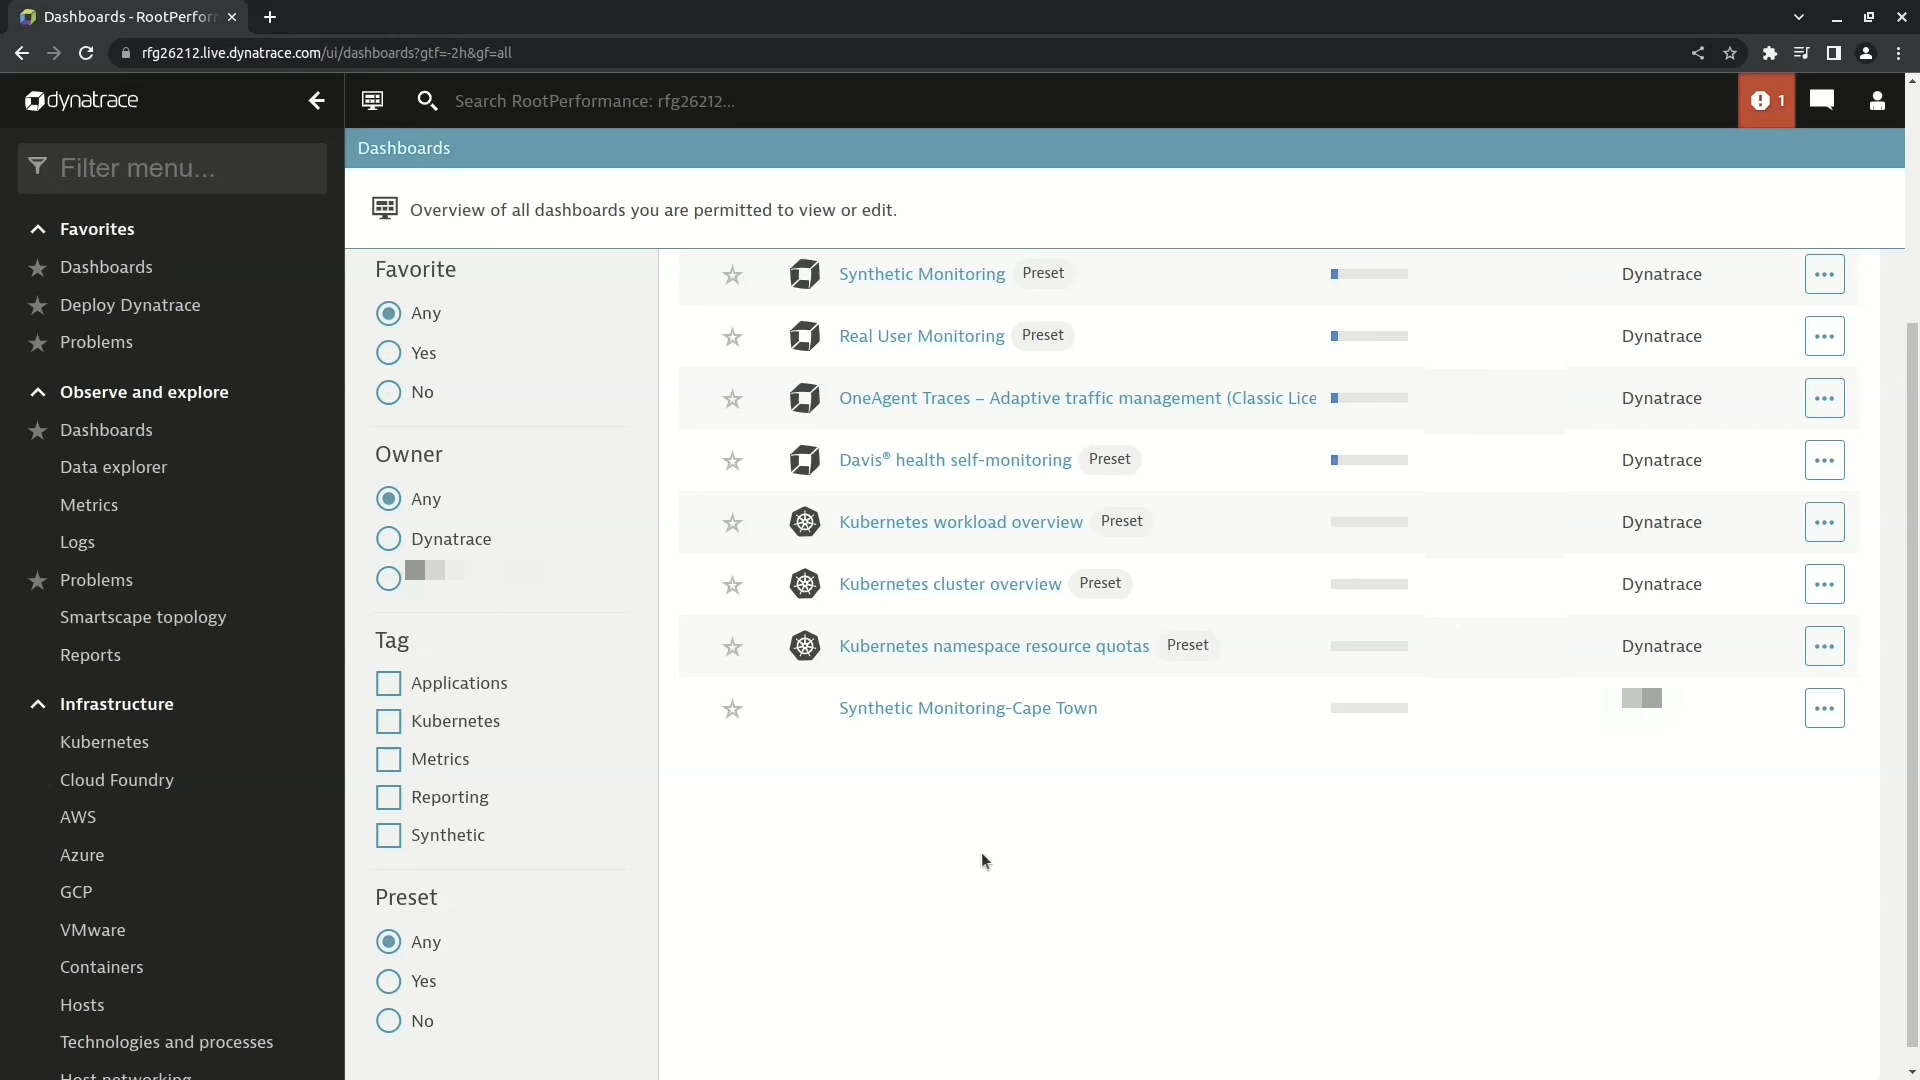 Dashboards - RootPerfor
rfg26212.live.dynatrace.com/ui/dashboards?gtf=-2h&gf=all
dynatrace
Search RootPerformance: rfg26212...
1
Filter menu...
Favorites
Dashboards
Deploy Dynatrace
Problems
Observe and explore
Dashboards
Data explorer
Metrics
Logs
Problems
Smartscape topology
Reports
Infrastructure
Kubernetes
Cloud Foundry
AWS
Azure
GCP
VMware
Containers
Hosts
Technologies and processes
Host networking
Dashboards
Overview of all dashboards you are permitted to view or edit.
Favorite
Any
Yes
No
Owner
Any
Dynatrace
Tag
Applications
Kubernetes
Metrics
Reporting
Synthetic
Preset
Any
Yes
No
Synthetic Monitoring Preset Dynatrace
Real User Monitoring Preset Dynatrace
OneAgent Traces – Adaptive traffic management (Classic Lice Dynatrace
Davis® health self-monitoring Preset Dynatrace
Kubernetes workload overview Preset Dynatrace
Kubernetes cluster overview Preset Dynatrace
Kubernetes namespace resource quotas Preset Dynatrace
Synthetic Monitoring-Cape Town